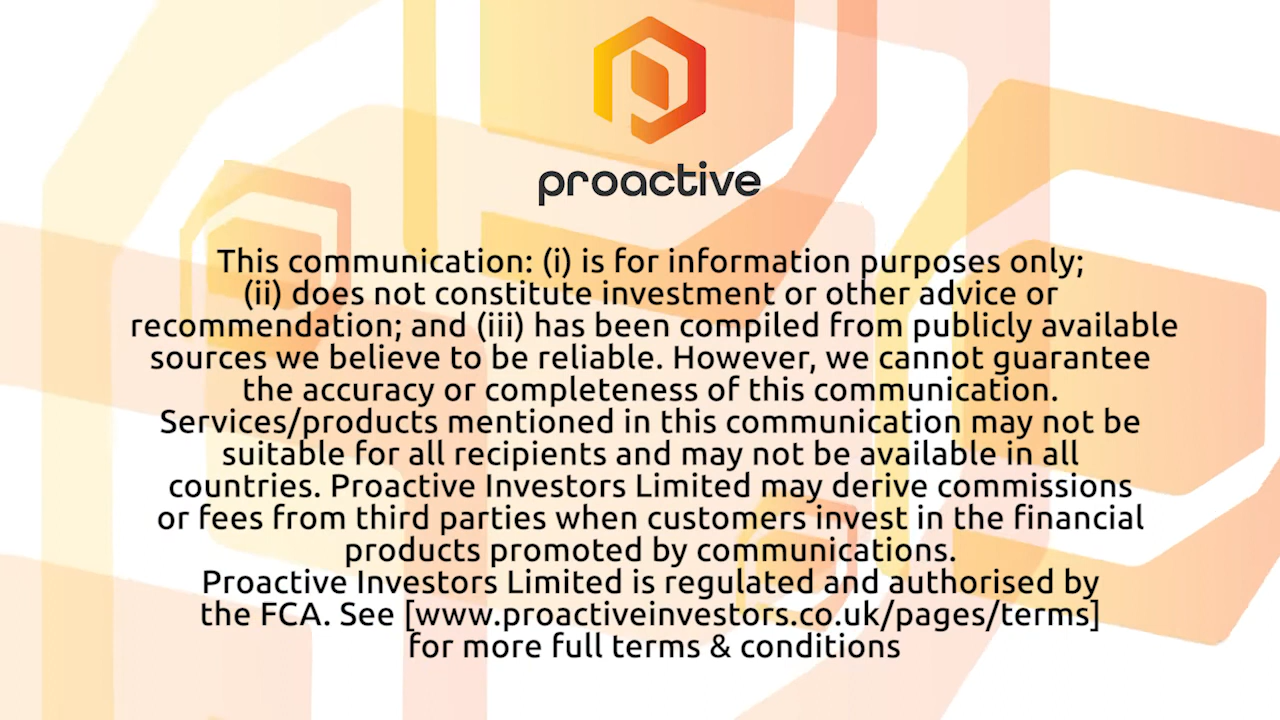 proactive
This communication: (i) is for information purposes only;
(ii) does not constitute investment or other advice or
recommendation; and (iii) has been compiled from publicly available
sources we believe to be reliable. However, we cannot guarantee
the accuracy or completeness of this communication.
Services/products mentioned in this communication may not be
suitable for all recipients and may not be available in all
countries. Proactive Investors Limited may derive commissions
or fees from third parties when customers invest in the financial
products promoted by communications.
Proactive Investors Limited is regulated and authorised by
the FCA. See [www.proactiveinvestors.co.uk/pages/terms]
for more full terms & conditions